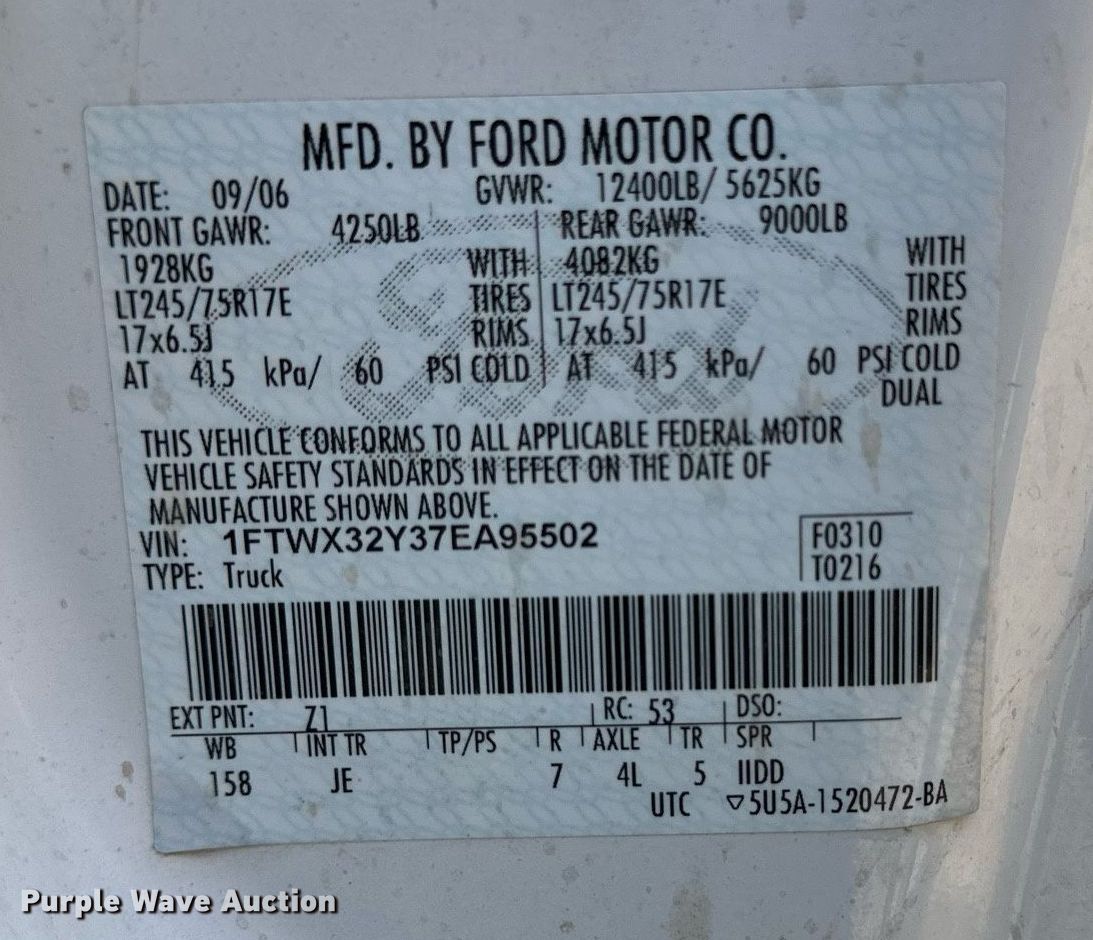 MFD. BY FORD MOTOR CO.
DATE: 09/06 GVWR: 12400LB/ 5625KG
FRONT GAWR: 4250LB REAR GAWR: 9000LB
1928KG WITH 4082KG WITH
LT245/75R17E TIRES LT245/75R17E TIRES
17x6.5J RIMS 17x6.5J RIMS
AT 415 kPa/ 60 PSI COLD AT 415 kPa/ 60 PSI COLD
DUAL
Ford
THIS VEHICLE CONFORMS TO ALL APPLICABLE FEDERAL MOTOR
VEHICLE SAFETY STANDARDS IN EFFECT ON THE DATE OF
MANUFACTURE SHOWN ABOVE.
VIN: 1FTWX32Y37EA95502 F0310
TYPE: Truck T0216
EXT PNT: Z1 RC: 53 DSO:
WB INT TR TP/PS R AXLE TR SPR
158 JE 7 4L 5 IIDD
UTC ▽5U5A-1520472-BA
Purple Wave Auction